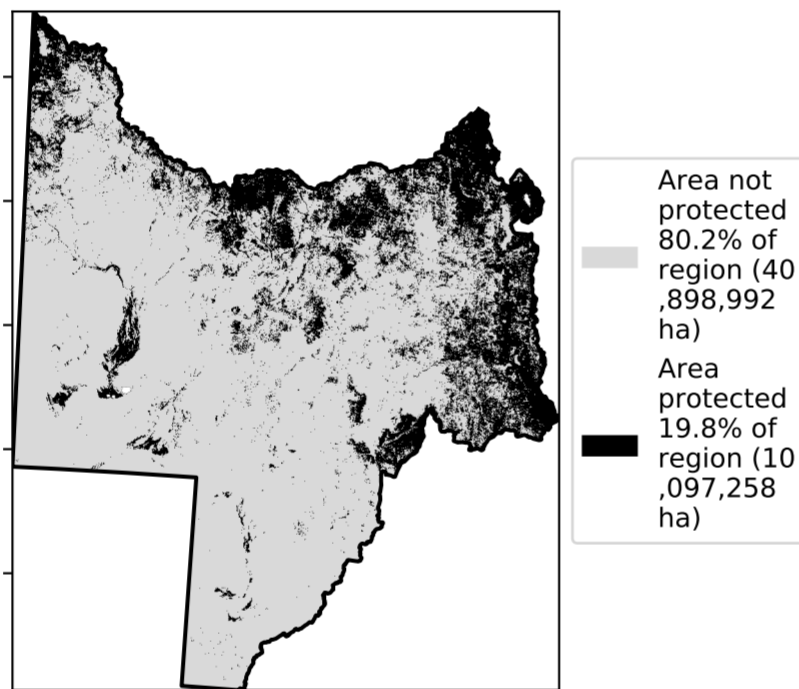 Area not
protected
80.2% of
region (40
,898,992
ha)
Area
protected
19.8% of
region (10
,097,258
ha)